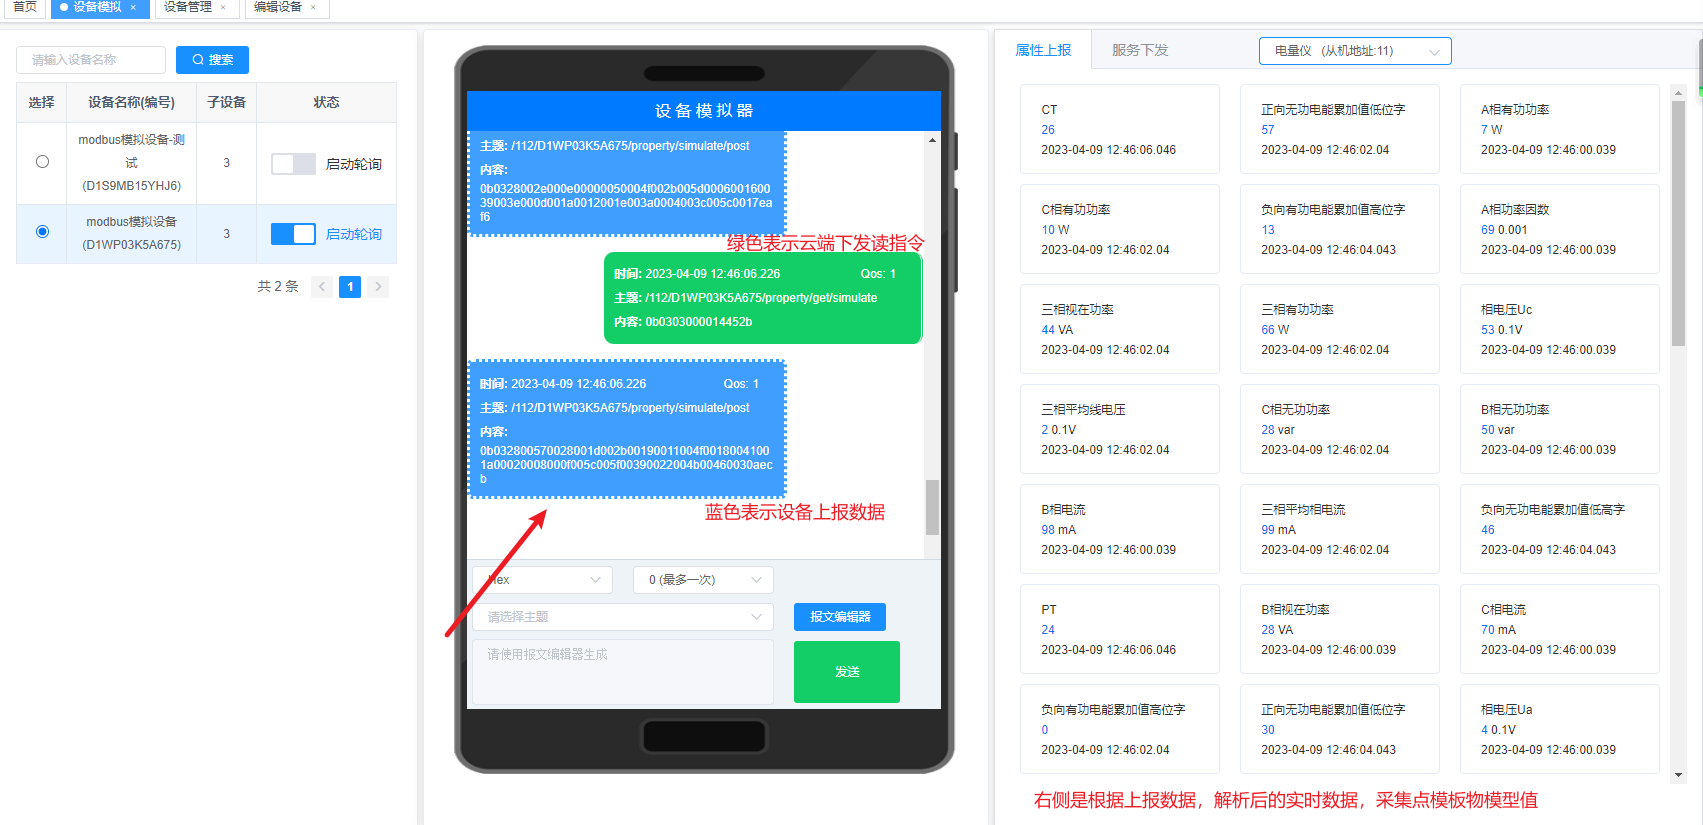 首页
设备模拟 ×
设备管理 ×
编辑设备 ×
请输入设备名称
搜索
选择 设备名称(编号) 子设备 状态
modbus模拟设备-测
试
(D1S9MB15YHJ6)
3
启动轮询
modbus模拟设备
(D1WP03K5A675)
3
启动轮询
共 2 条 < 1 >
设备模拟器
主题: /112/D1WP03K5A675/property/simulate/post
内容:
0b0328002e000e00000050004f002b005d0006001600
39003e000d001a0012001e003a0004003c005c0017ea
f6
绿色表示云端下发读指令
时间: 2023-04-09 12:46:06.226 Qos: 1
主题: /112/D1WP03K5A675/property/get/simulate
内容: 0b0303000014452b
时间: 2023-04-09 12:46:06.226 Qos: 1
主题: /112/D1WP03K5A675/property/simulate/post
内容:
0b032800570028001d002b00190011004f0018004100
1a00020008000f005c005f00390022004b00460030aec
b
蓝色表示设备上报数据
Hex
0 (最多一次)
请选择主题
报文编辑器
请使用报文编辑器生成
发送
属性上报 服务下发 电量仪 (从机地址:11)
CT
26
2023-04-09 12:46:06.046
正向无功电能累加值低位字
57
2023-04-09 12:46:02.04
A相有功功率
7 W
2023-04-09 12:46:00.039
C相有功功率
10 W
2023-04-09 12:46:02.04
负向有功电能累加值高位字
13
2023-04-09 12:46:04.043
A相功率因数
69 0.001
2023-04-09 12:46:00.039
三相视在功率
44 VA
2023-04-09 12:46:02.04
三相有功功率
66 W
2023-04-09 12:46:02.04
相电压Uc
53 0.1V
2023-04-09 12:46:00.039
三相平均线电压
2 0.1V
2023-04-09 12:46:02.04
C相无功功率
28 var
2023-04-09 12:46:02.04
B相无功功率
50 var
2023-04-09 12:46:00.039
B相电流
98 mA
2023-04-09 12:46:00.039
三相平均相电流
99 mA
2023-04-09 12:46:02.04
负向无功电能累加值低高字
46
2023-04-09 12:46:04.043
PT
24
2023-04-09 12:46:06.046
B相视在功率
28 VA
2023-04-09 12:46:00.039
C相电流
70 mA
2023-04-09 12:46:00.039
负向有功电能累加值高位字
0
2023-04-09 12:46:02.04
正向无功电能累加值低位字
30
2023-04-09 12:46:04.043
相电压Ua
4 0.1V
2023-04-09 12:46:00.039
右侧是根据上报数据，解析后的实时数据，采集点模板物模型值